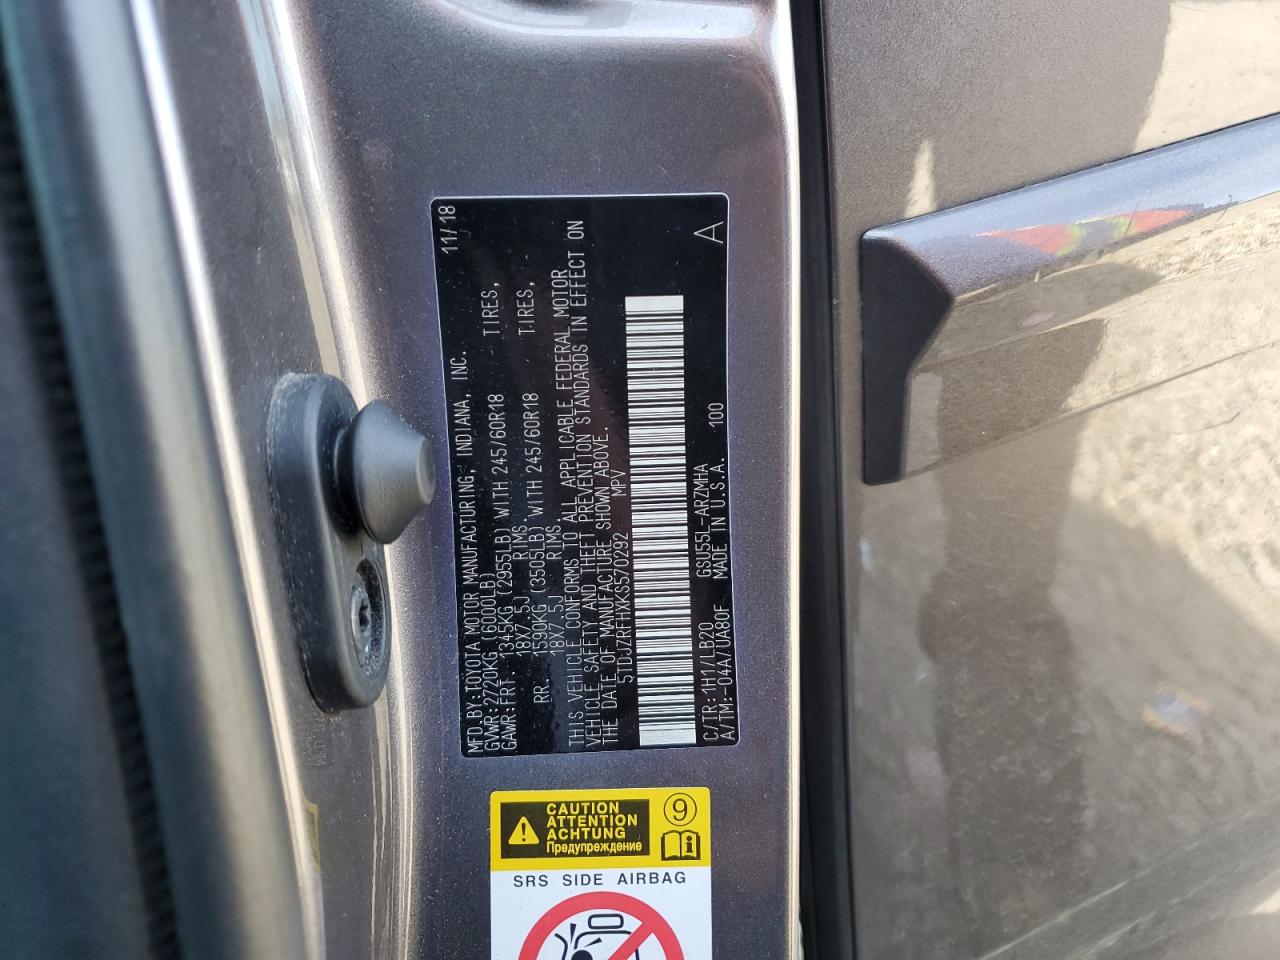 MFD.BY:TOYOTA MOTOR MANUFACTURING, INDIANA, INC. 11/18
GVWR:2720KG (6000LB)
GAWR:FRT. 1345KG (2955LB) WITH 245/60R18 TIRES,
18X7.5J RIMS.
RR. 1590KG (3505LB) WITH 245/60R18 TIRES,
18X7.5J RIMS.
THIS VEHICLE CONFORMS TO ALL APPLICABLE FEDERAL MOTOR
VEHICLE SAFETY AND THEFT PREVENTION STANDARDS IN EFFECT ON
THE DATE OF MANUFACTURE SHOWN ABOVE.
5TDJZRFHXKS570292 MPV
C/TR:1H1/LB20 GSU55L-ARZMHA 100
A/TM:-04A/UA80F MADE IN U.S.A. A
CAUTION
ATTENTION
ACHTUNG
Предупреждение
9
i
SRS SIDE AIRBAG